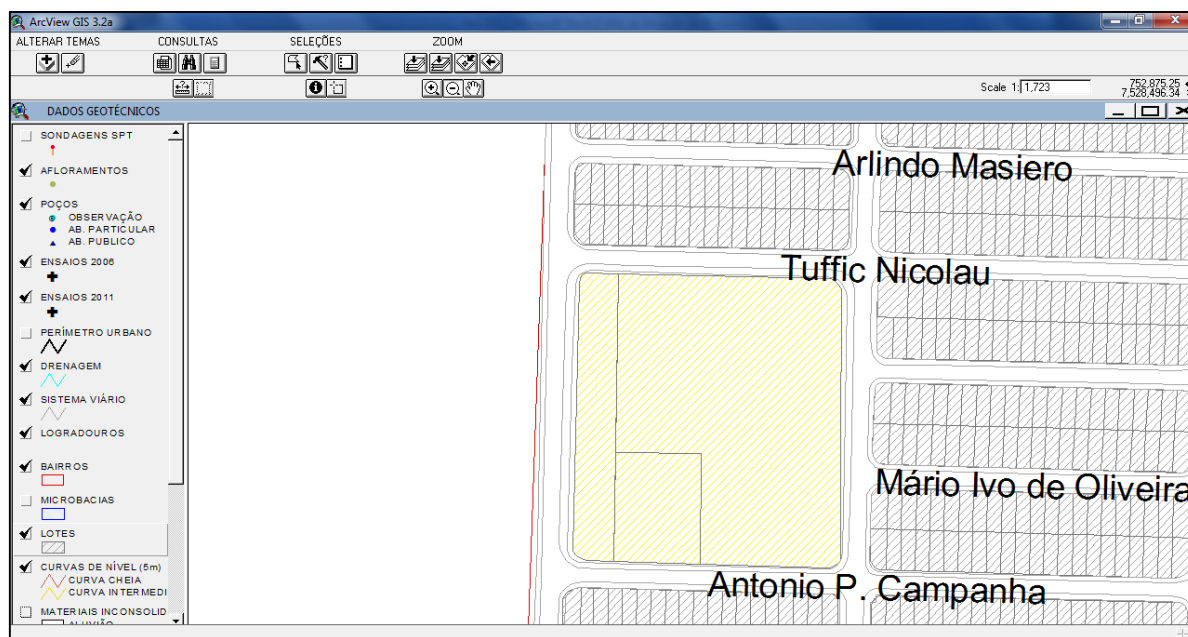 ArcView GIS 3.2a
ALTERAR TEMAS CONSULTAS SELEÇÕES ZOOM
Scale 1: 1,723
752,875.25
7,528,496.34
DADOS GEOTÉCNICOS
SONDAGENS SPT
AFLORAMENTOS
POÇOS
OBSERVAÇÃO
AB. PARTICULAR
AB. PUBLICO
ENSAIOS 2006
ENSAIOS 2011
PERÍMETRO URBANO
DRENAGEM
SISTEMA VIÁRIO
LOGRADOUROS
BAIRROS
MICROBACIAS
LOTES
CURVAS DE NÍVEL (5m)
CURVA CHEIA
CURVA INTERMEDI
MATERIAIS INCONSOLID
ALUVIÃO
Arlindo Masiero
Tuffic Nicolau
Mário Ivo de Oliveira
Antonio P. Campanha